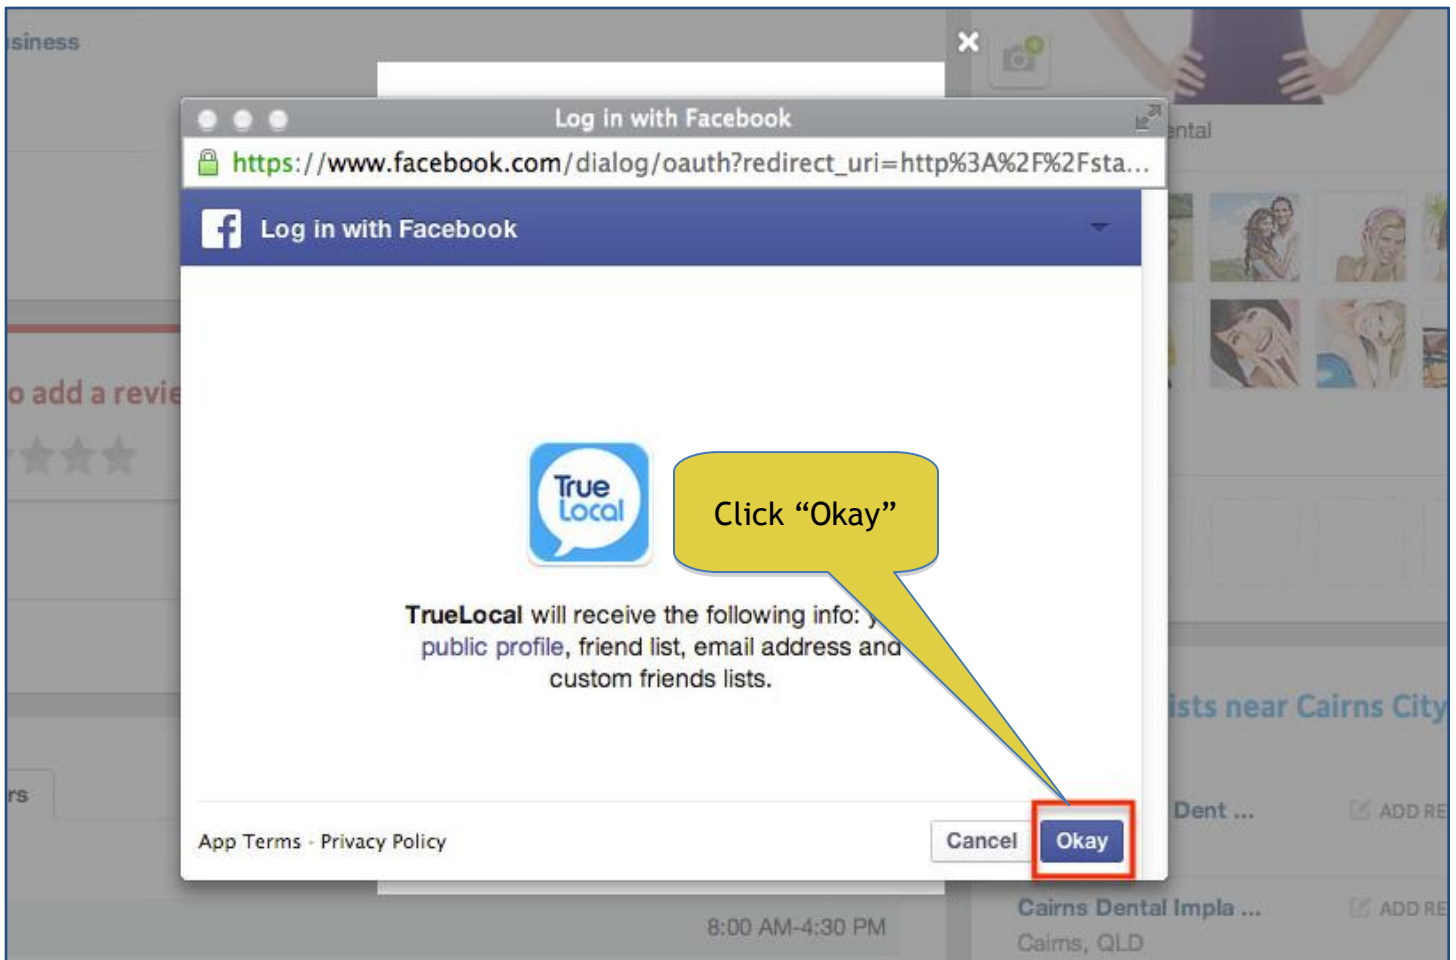 siness
Log in with Facebook
https://www.facebook.com/dialog/oauth?redirect_uri=http%3A%2F%2Fsta...
ental
Log in with Facebook
o add a revie
True
Local
Click “Okay”
TrueLocal will receive the following info:
public profile, friend list, email address and
custom friends lists.
ists near Cairns City
rs
Dent ...
ADD RE
App Terms - Privacy Policy
Cancel
Okay
8:00 AM-4:30 PM
Cairns Dental Impla ...
ADD RE
Cairns, QLD